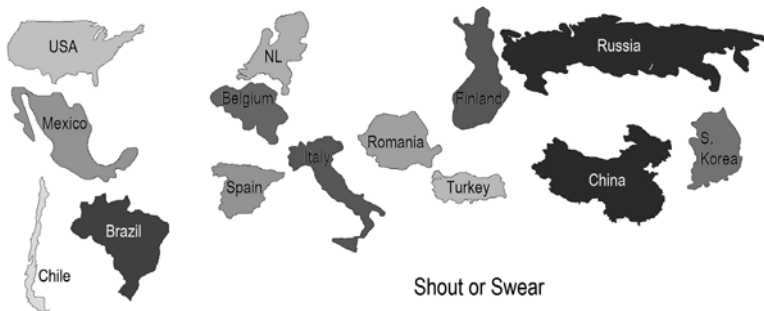 USA
NL
Russia
Belgium
Finland
Mexico
Romania
Italy
S.
Korea
Spain
Turkey
China
Brazil
Chile
Shout or Swear